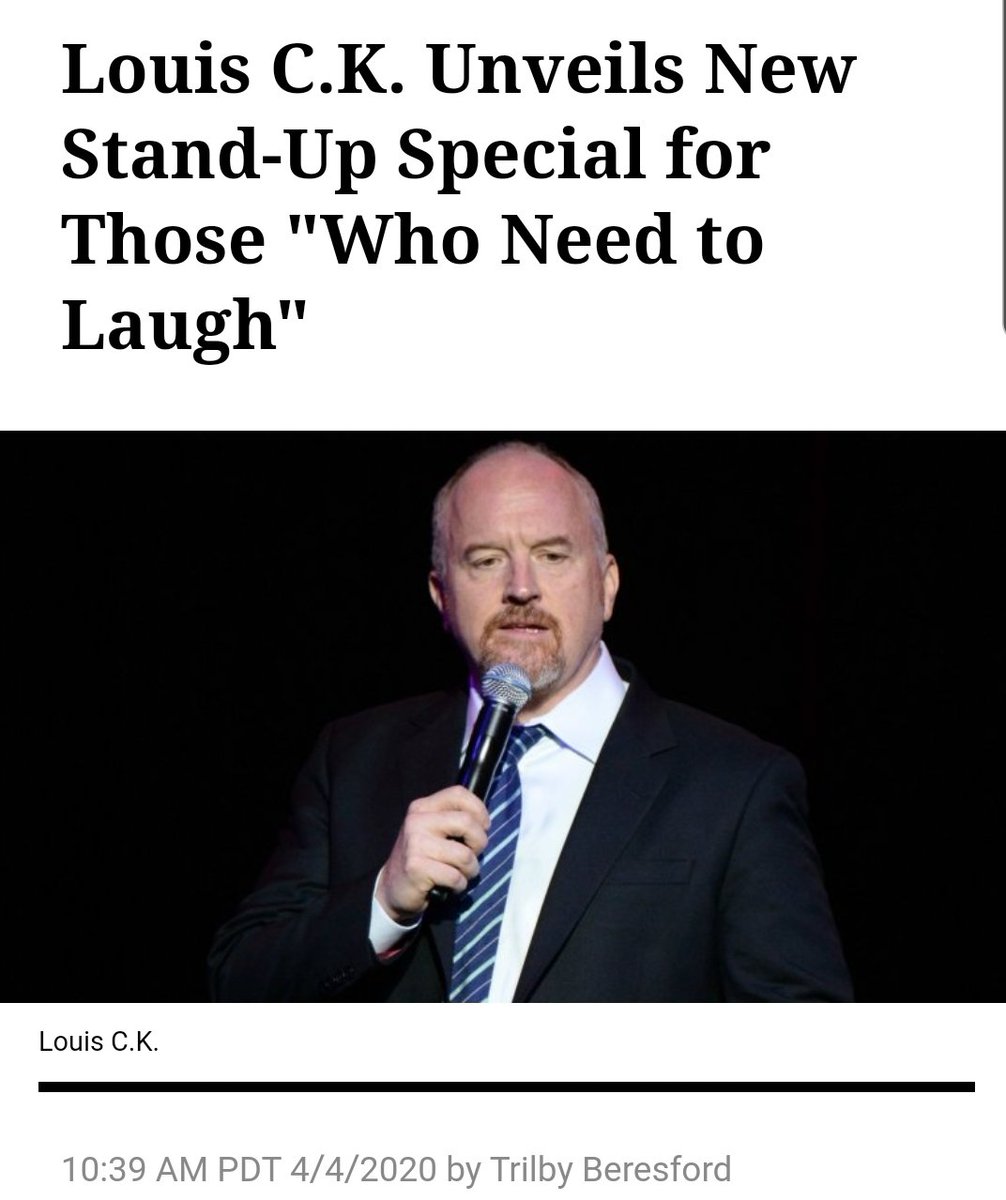 Louis C.K. Unveils New
Stand-Up Special for
Those "Who Need to
Laugh"
Louis C.K.
10:39 AM PDT 4/4/2020 by Trilby Beresford